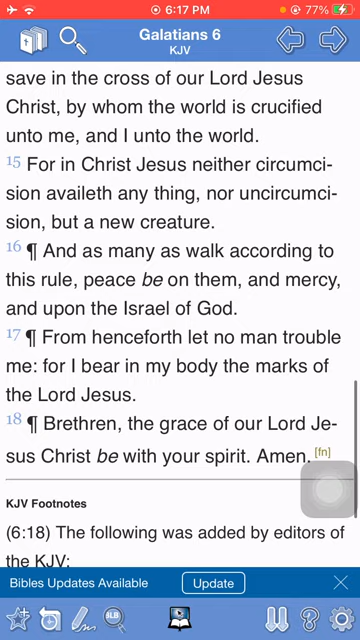 6:17 PM
77%
Galatians 6
KJV
save in the cross of our Lord Jesus
Christ, by whom the world is crucified
unto me, and I unto the world.
15 For in Christ Jesus neither circumci-
sion availeth any thing, nor uncircumci-
sion, but a new creature.
16 ¶ And as many as walk according to
this rule, peace be on them, and mercy,
and upon the Israel of God.
17 ¶ From henceforth let no man trouble
me: for I bear in my body the marks of
the Lord Jesus.
18 ¶ Brethren, the grace of our Lord Je-
sus Christ be with your spirit. Amen. [fn]
KJV Footnotes
(6:18) The following was added by editors of
the KJV:
Bibles Updates Available
Update
BLB